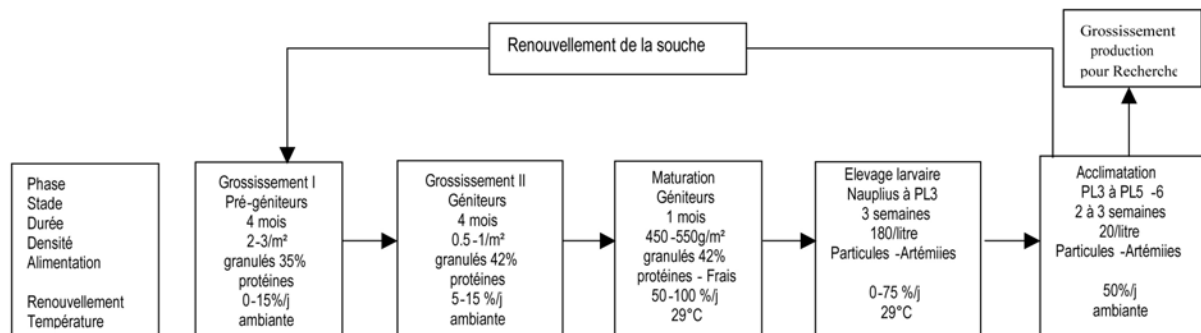 Renouvellement de la souche
Grossissement
production
pour Recherche
Phase
Stade
Durée
Densité
Alimentation
Renouvellement
Température
Grossissement I
Pré-géniteurs
4 mois
2-3/m²
granulés 35%
protéines
0-15%/j
ambiante
Grossissement II
Géniteurs
4 mois
0.5-1/m²
granulés 42%
protéines
5-15 %/j
ambiante
Maturation
Géniteurs
1 mois
450-550g/m²
granulés 42%
protéines - Frais
50-100 %/j
29°C
Elevage larvaire
Nauplius à PL3
3 semaines
180/litre
Particules -Artémiies
0-75 %/j
29°C
Acclimatation
PL3 à PL5 -6
2 à 3 semaines
20/litre
Particules -Artémiies
50%/j
ambiante